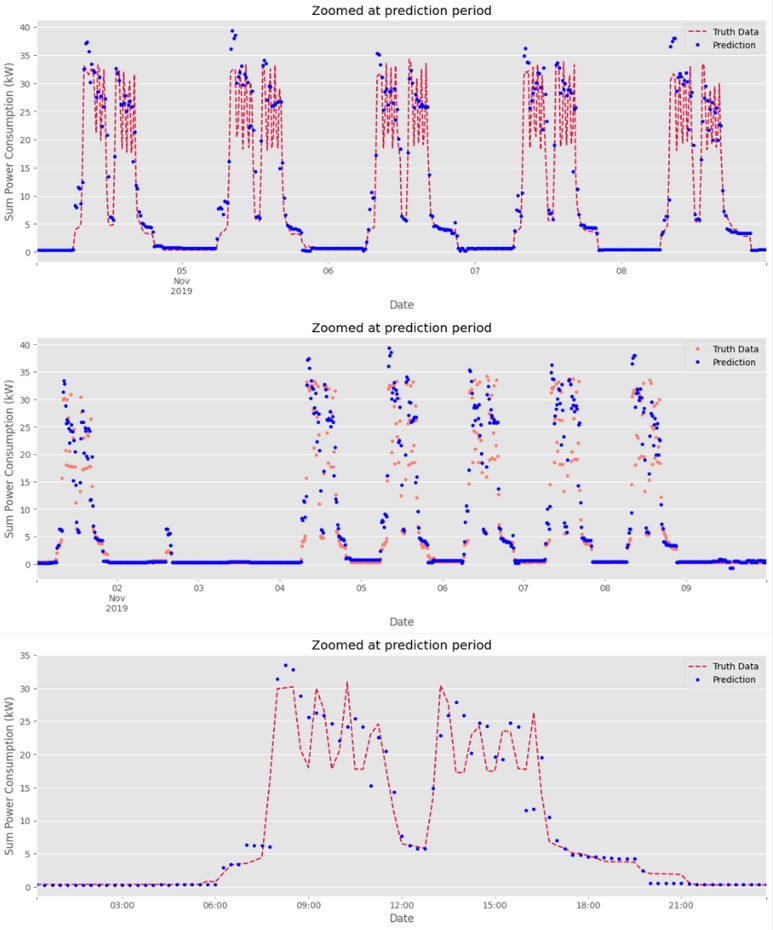 Zoomed at prediction period
Sum Power Consumption (kW)
40
35
30
25
20
15
10
5
0
Truth Data
Prediction
05 06 07 08
Nov
2019
Date
Zoomed at prediction period
Sum Power Consumption (kW)
40
35
30
25
20
15
10
5
0
Truth Data
Prediction
02 03 04 05 06 07 08 09
Nov
2019
Date
Zoomed at prediction period
Sum Power Consumption (kW)
35
30
25
20
15
10
5
0
Truth Data
Prediction
03:00 06:00 09:00 12:00 15:00 18:00 21:00
Date